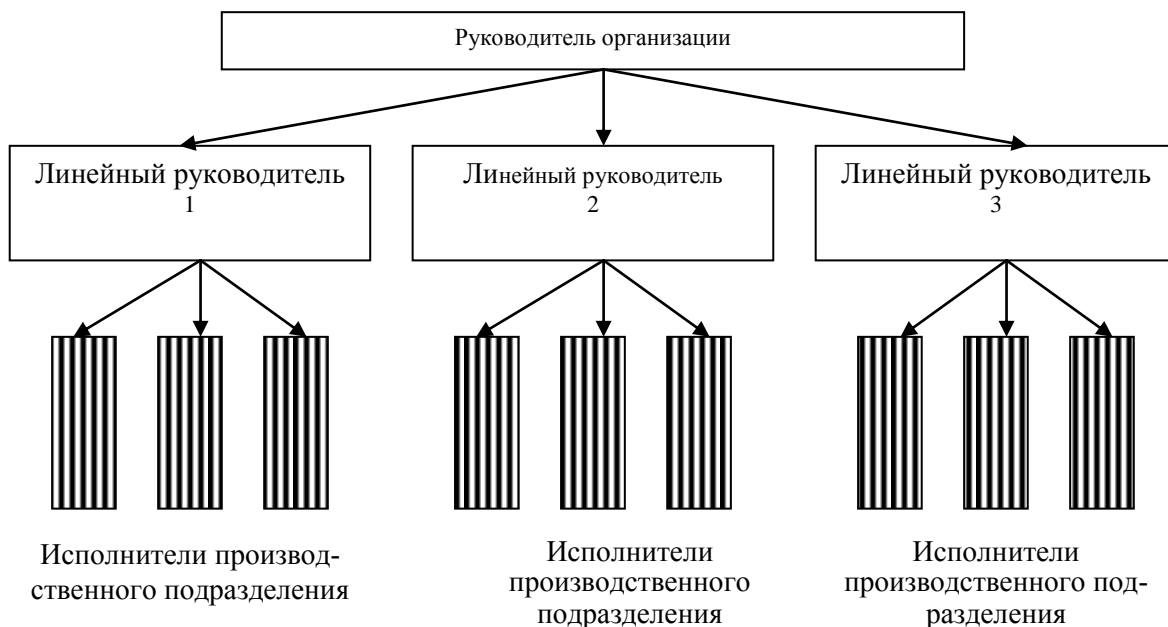 Руководитель организации
Линейный руководитель
1
Линейный руководитель
2
Линейный руководитель
3
Исполнители производ-
ственного подразделения
Исполнители
производственного
подразделения
Исполнители
производственного под-
разделения